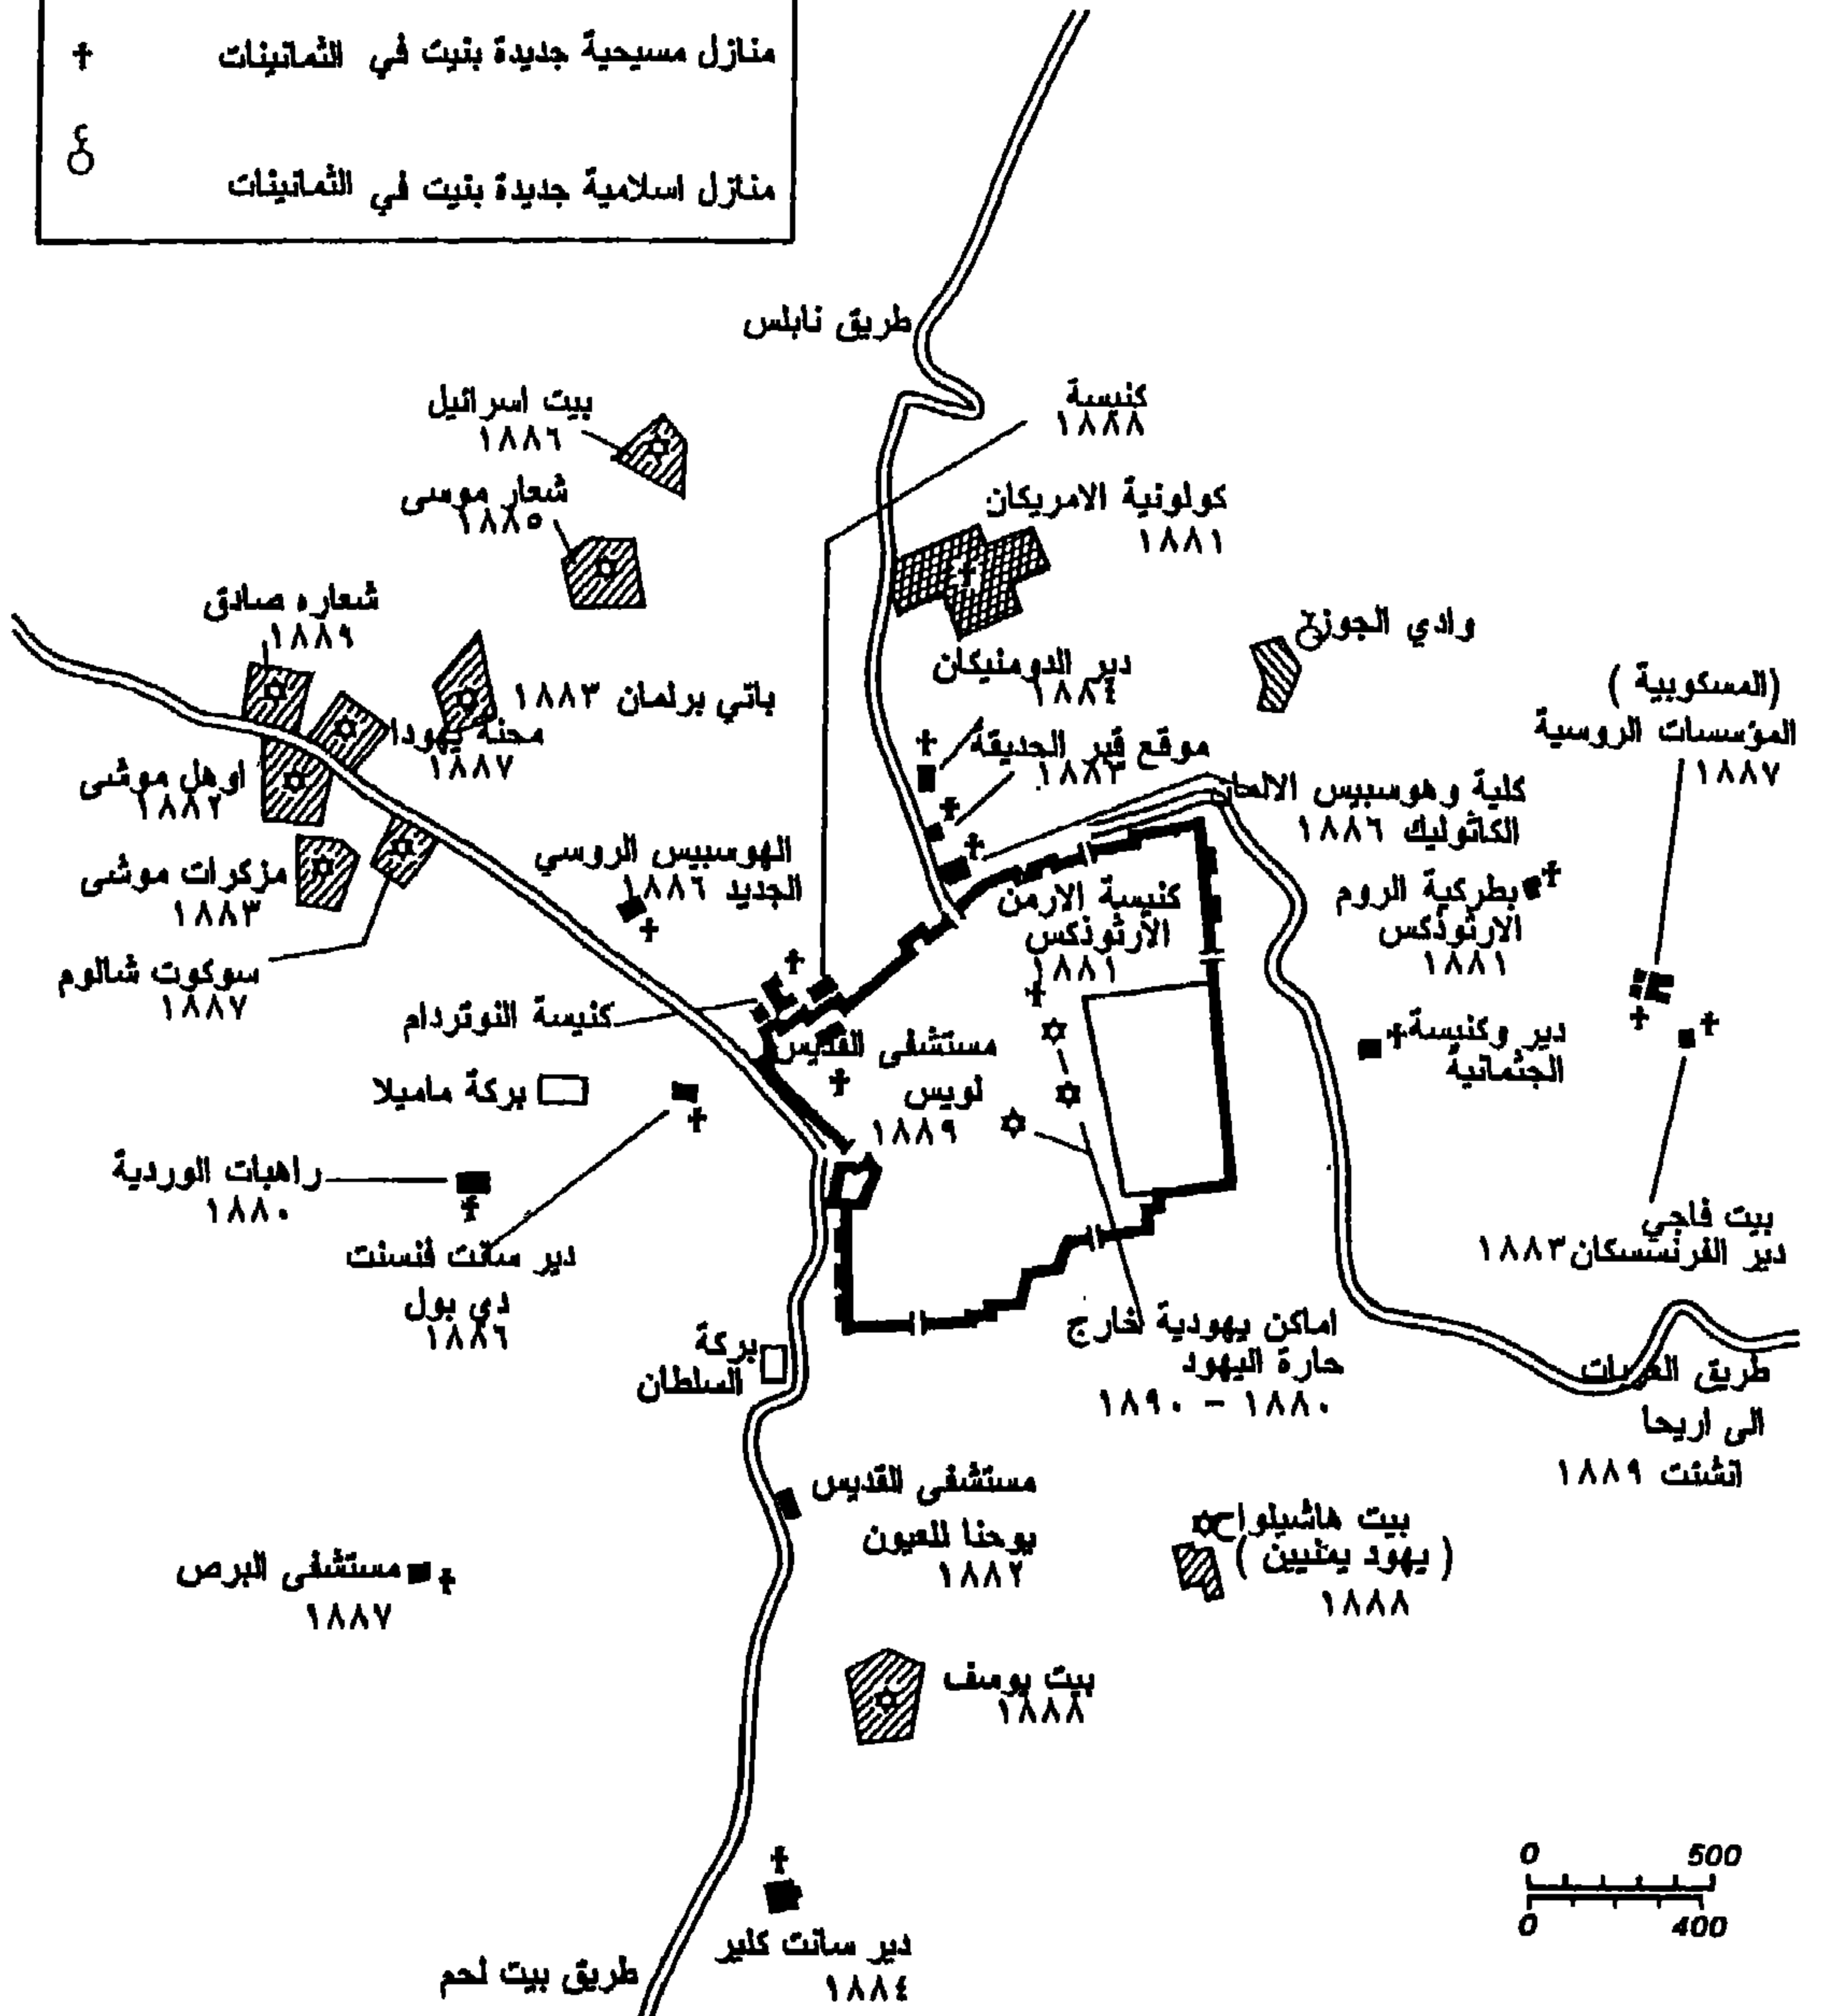 منازل مسيحية جديدة بنيت في الثمانينات
منازل اسلامية جديدة بنيت في الثمانينات
طريق نابلس
كنيسة
١٨٨٨
بيت اسرائيل
١٨٨٦
شعار موسى
١٨٨٥
كولونية الامريكان
١٨٨١
شعاره صادق
١٨٨٩
وادي الجوز
دير الدومنيكان
١٨٨٤
باتي برلمان ١٨٨٣
(المسكوبية)
المؤسسات الروسية
١٨٨٧
محنة يهودا
١٨٨٧
موقع قبر الحديقة
١٨٨٣
اوهل موشى
١٨٨٢
كلية وهوسبيس الالمان
الكاثوليك ١٨٨٦
مزكرات موشى
١٨٨٣
الهوسبيس الروسي
الجديد ١٨٨٦
كنيسة الارمن
الأرثوذكس
١٨٨١
بطركية الروم
الارثوذكس
١٨٨١
سوكوت شالوم
١٨٨٧
كنيسة النوتردام
مستشفى القديس
لويس
١٨٨٩
دير وكنيسة
الجثمانية
بركة ماميلا
راهبات الوردية
١٨٨٠
دير سانت فنسنت
دي بول
١٨٨٦
بيت فاجي
دير الفرنسسكان ١٨٨٣
بركة
السلطان
اماكن يهودية خارج
حارة اليهود
١٨٨٠ - ١٨٩٠
طريق العربات
الى اريحا
انشئت ١٨٨٩
مستشفى القديس
يوحنا للعيون
١٨٨٢
بيت هاشيلواح
( يهود يمنيين )
١٨٨٨
مستشفى البرص
١٨٨٧
بيت يوسف
١٨٨٨
دير سانت كلير
١٨٨٤
طريق بيت لحم
0 500
0 400